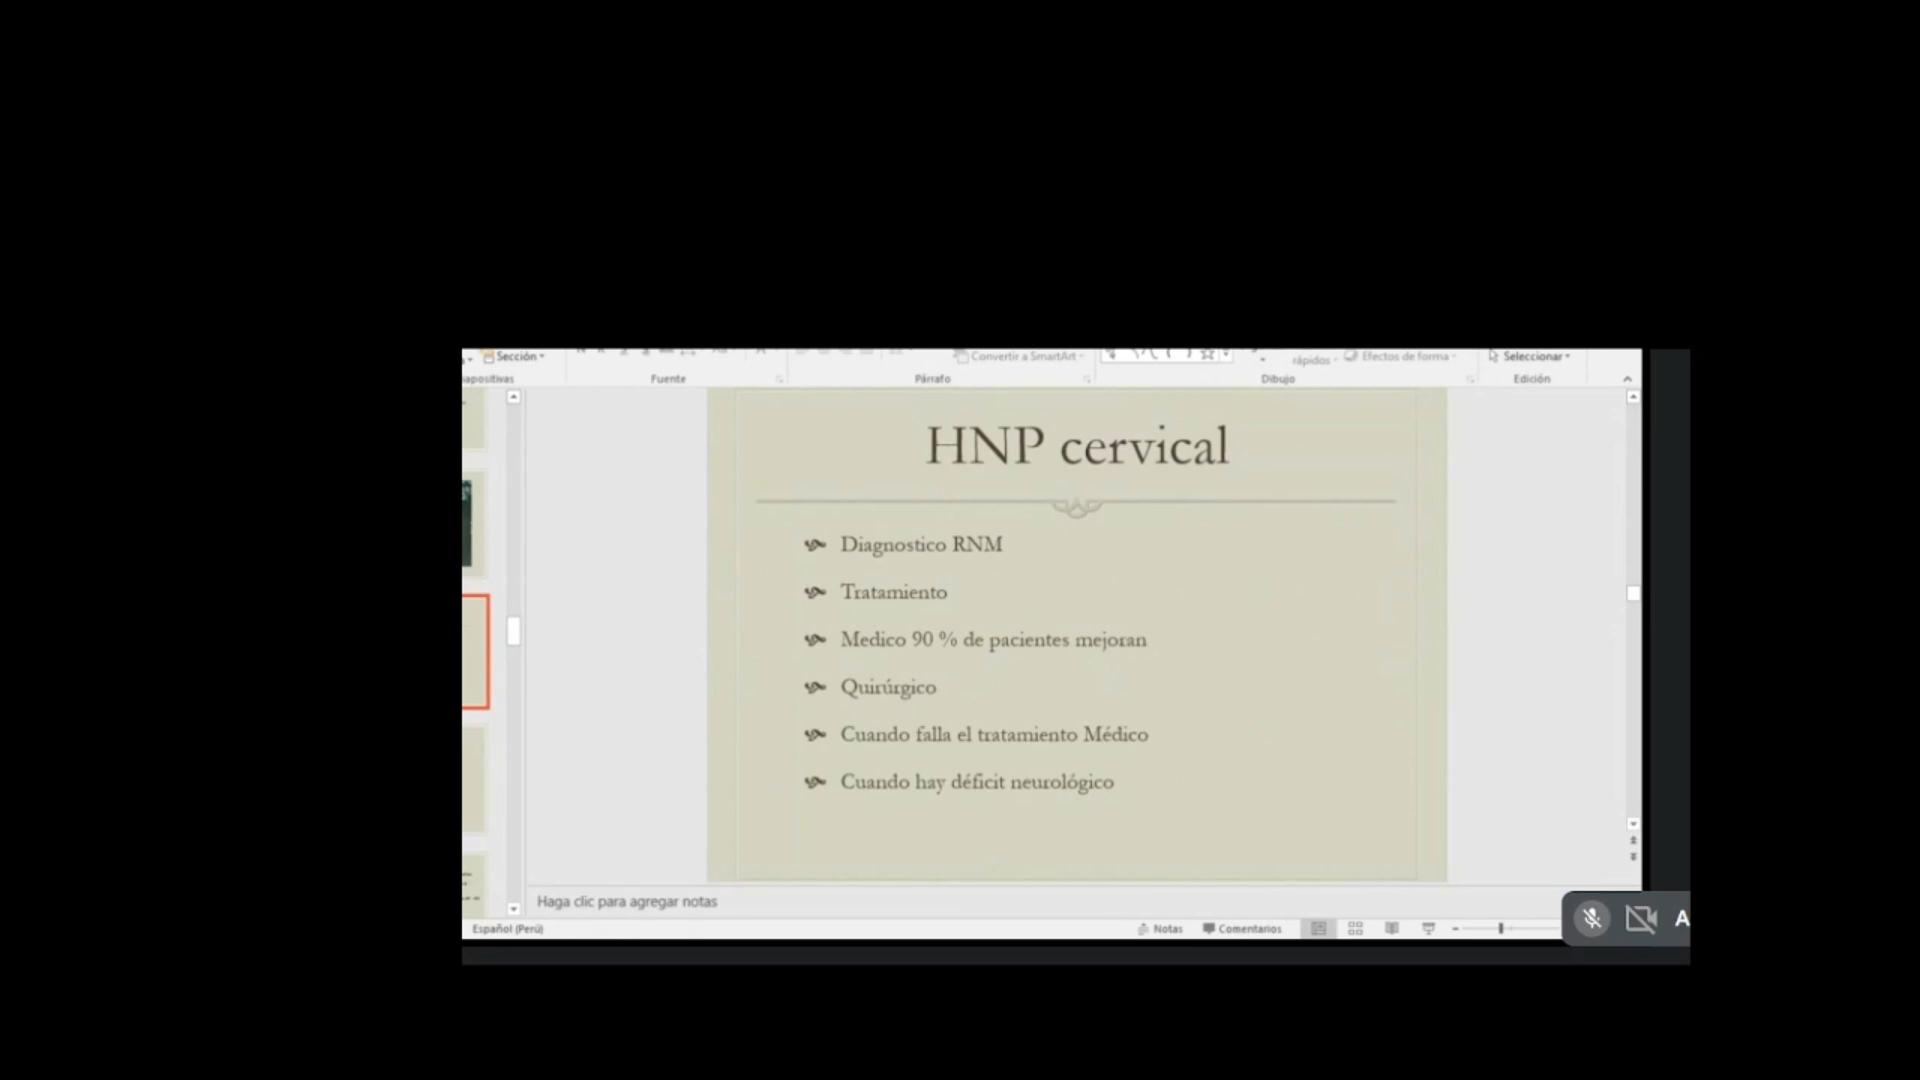 Sección
Convertir a SmartArt
rápidos
Efectos de forma
Seleccionar
apositivas
Fuente
Párrafo
Dibujo
Edición
HNP cervical
Diagnostico RNM
Tratamiento
Medico 90 % de pacientes mejoran
Quirúrgico
Cuando falla el tratamiento Médico
Cuando hay déficit neurológico
Haga clic para agregar notas
Español (Perú)
Notas
Comentarios
A